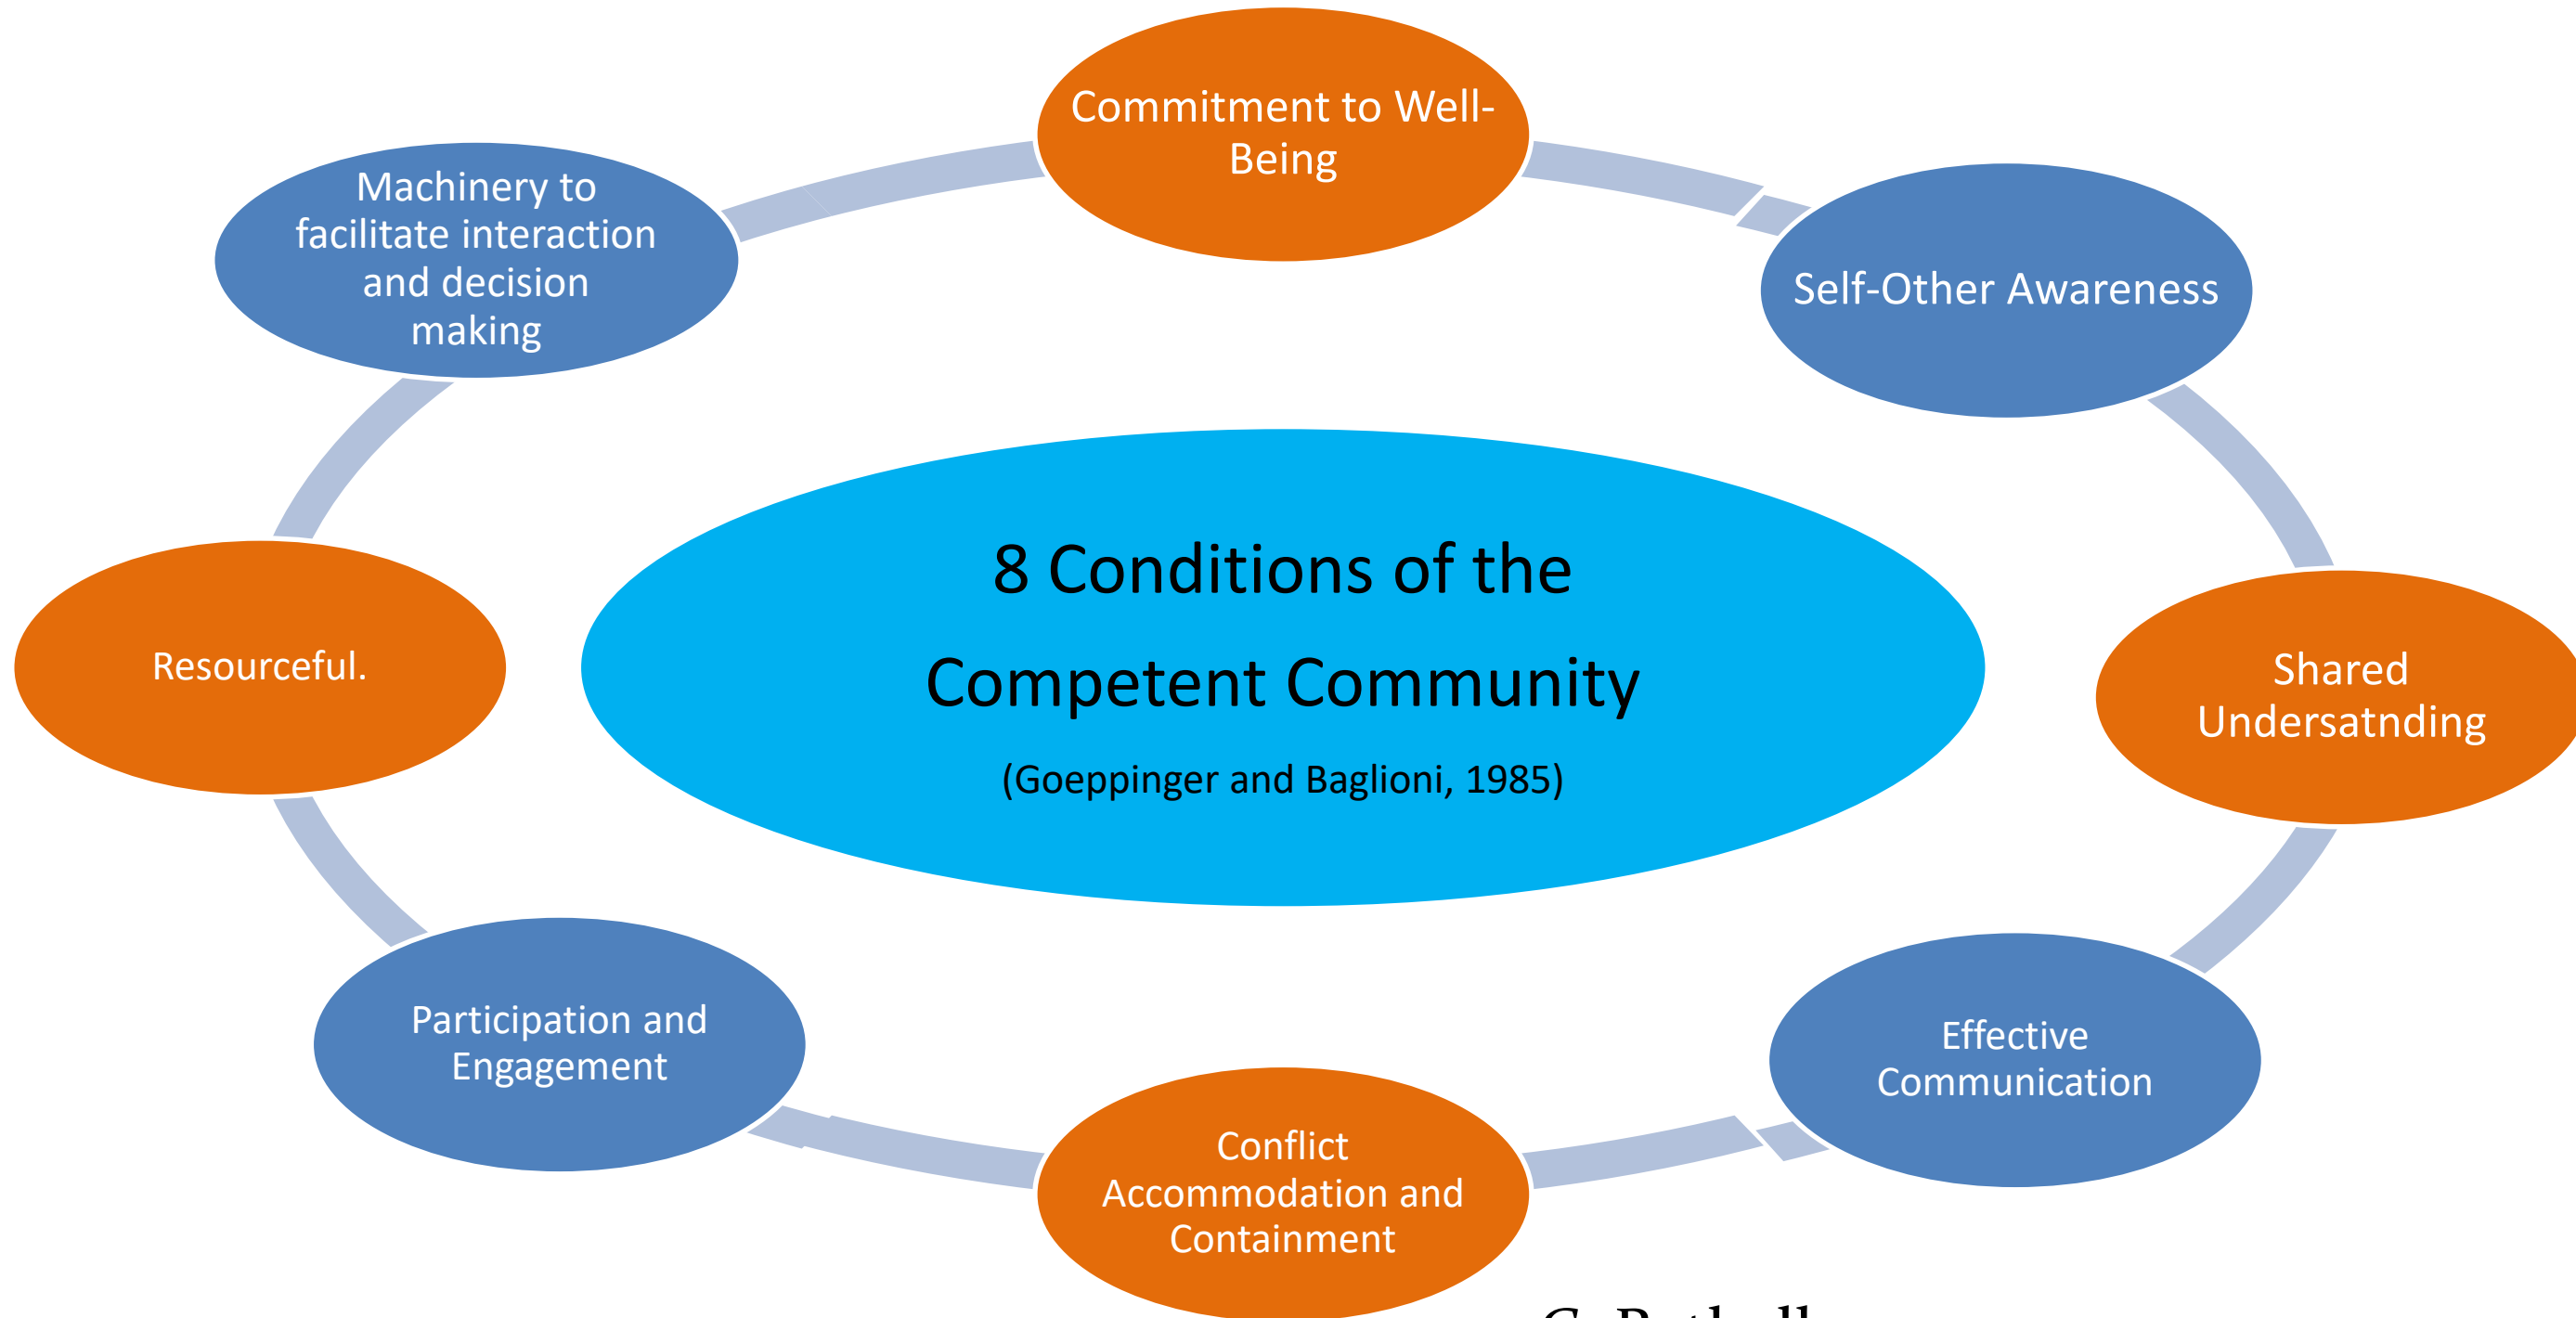 Commitment to Well-
Being
Machinery to
facilitate interaction
and decision
making
Self-Other Awareness
8 Conditions of the
Competent Community
(Goeppinger and Baglioni, 1985)
Resourceful.
Shared
Undersatnding
Participation and
Engagement
Effective
Communication
Conflict
Accommodation and
Containment